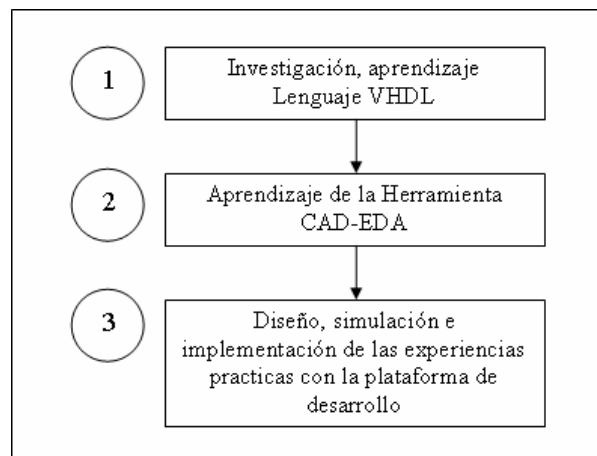 1
Investigación, aprendizaje
Lenguaje VHDL
2
Aprendizaje de la Herramienta
CAD-EDA
3
Diseño, simulación e
implementación de las experiencias
practicas con la plataforma de
desarrollo